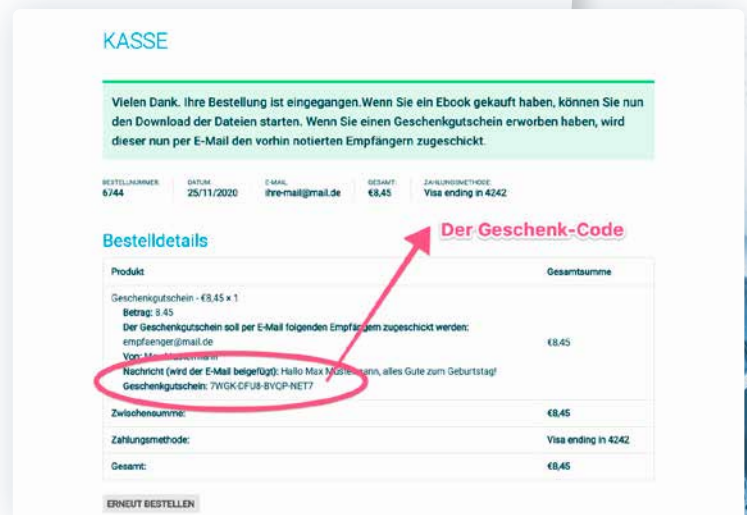 KASSE
Vielen Dank. Ihre Bestellung ist eingegangen.Wenn Sie ein Ebook gekauft haben, können Sie nun
den Download der Dateien starten. Wenn Sie einen Geschenkgutschein erworben haben, wird
dieser nun per E-Mail den vorhin notierten Empfängern zugeschickt.
BESTELLNUMMER: DATUM: E-MAIL: GESAMT: ZAHLUNGSMETHODE:
6744 25/11/2020 ihre-mail@mail.de €8,45 Visa ending in 4242
Der Geschenk-Code
Bestelldetails
Produkt Gesamtsumme
Geschenkgutschein - €8,45 × 1
Betrag: 8.45
Der Geschenkgutschein soll per E-Mail folgenden Empfängern zugeschickt werden:
empfaenger@mail.de €8,45
Von: Max Mustermann
Nachricht (wird der E-Mail beigefügt): Hallo Max Mustermann, alles Gute zum Geburtstag!
Geschenkgutschein: 7WGK-DFU8-BVQP-NET7
Zwischensumme: €8,45
Zahlungsmethode: Visa ending in 4242
Gesamt: €8,45
ERNEUT BESTELLEN